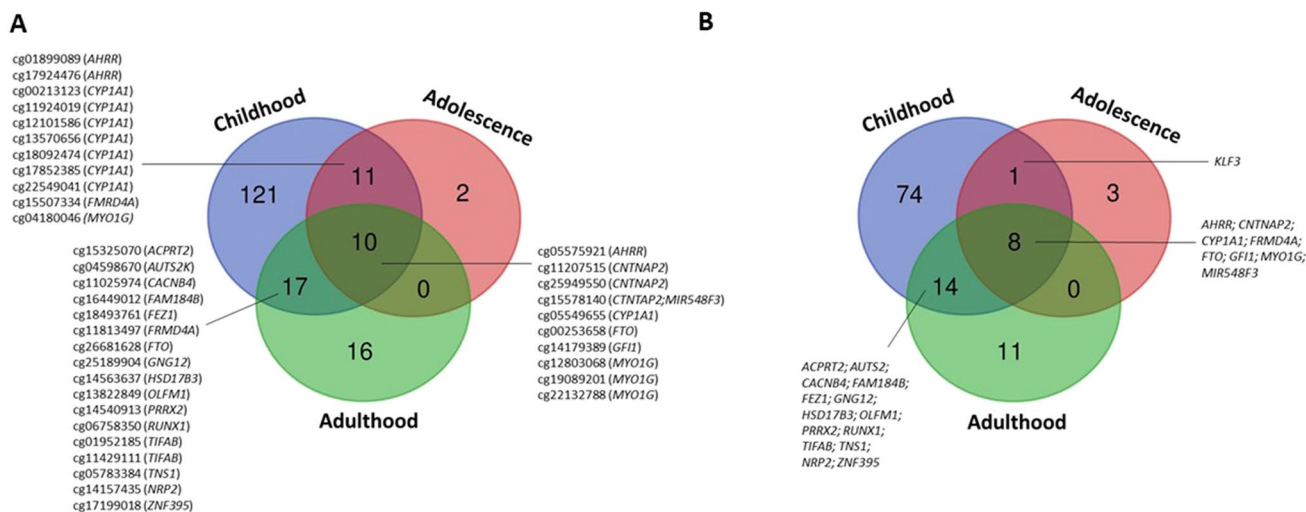 A
cg01899089 (AHRR)
cg17924476 (AHRR)
cg00213123 (CYP1A1)
cg11924019 (CYP1A1)
cg12101586 (CYP1A1)
cg13570656 (CYP1A1)
cg18092474 (CYP1A1)
cg17852385 (CYP1A1)
cg22549041 (CYP1A1)
cg15507334 (FMRD4A)
cg04180046 (MYO1G)
Childhood
Adolescence
11
121
2
10
17
0
16
Adulthood
cg15325070 (ACPRT2)
cg04598670 (AUTS2K)
cg11025974 (CACNB4)
cg16449012 (FAM184B)
cg18493761 (FEZ1)
cg11813497 (FRMD4A)
cg26681628 (FTO)
cg25189904 (GNG12)
cg14563637 (HSD17B3)
cg13822849 (OLFM1)
cg14540913 (PRRX2)
cg06758350 (RUNX1)
cg01952185 (TIFAB)
cg11429111 (TIFAB)
cg05783384 (TNS1)
cg14157435 (NRP2)
cg17199018 (ZNF395)
cg05575921 (AHRR)
cg11207515 (CNTNAP2)
cg25949550 (CNTNAP2)
cg15578140 (CTNTAP2;MIR548F3)
cg05549655 (CYP1A1)
cg00253658 (FTO)
cg14179389 (GFI1)
cg12803068 (MYO1G)
cg19089201 (MYO1G)
cg22132788 (MYO1G)
B
Childhood
Adolescence
1
74
3
8
14
0
11
Adulthood
KLF3
AHRR; CNTNAP2;
CYP1A1; FRMD4A;
FTO; GFI1; MYO1G;
MIR548F3
ACPRT2; AUTS2;
CACNB4; FAM184B;
FEZ1; GNG12;
HSD17B3; OLFM1;
PRRX2; RUNX1;
TIFAB; TNS1;
NRP2; ZNF395